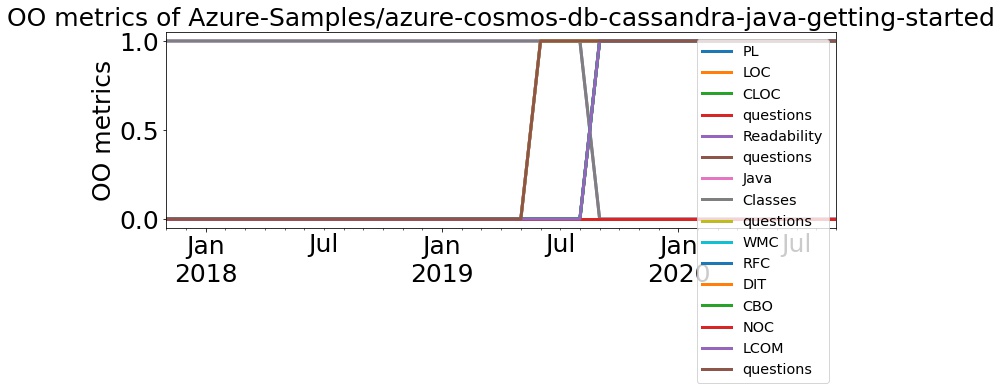 OO metrics of Azure-Samples/azure-cosmos-db-cassandra-java-getting-started
OO metrics
1.0
0.5
0.0
Jan
2018
Jul
Jan
2019
Jul
Jan
2020
Jul
PL
LOC
CLOC
questions
Readability
questions
Java
Classes
questions
WMC
RFC
DIT
CBO
NOC
LCOM
questions